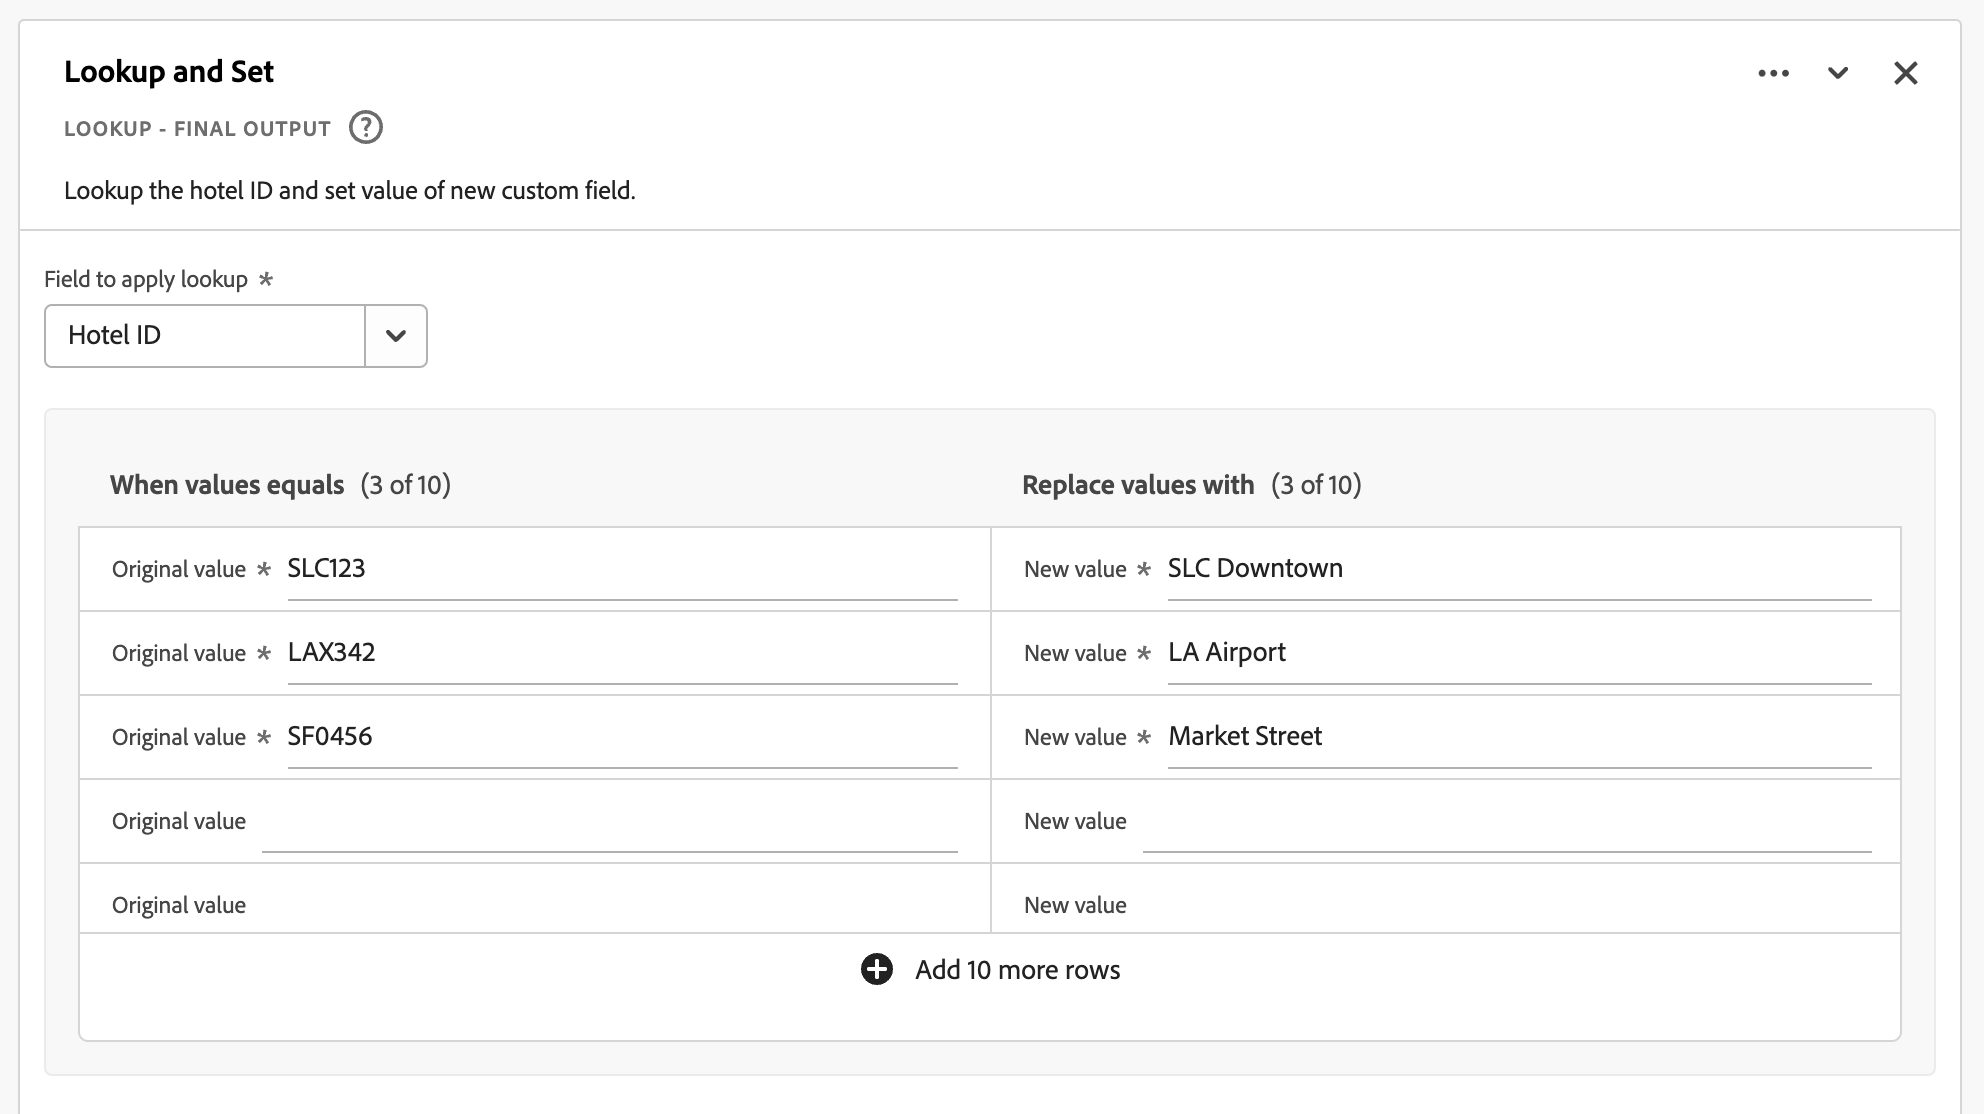 Lookup and Set
LOOKUP - FINAL OUTPUT ?
Lookup the hotel ID and set value of new custom field.
Field to apply lookup *
Hotel ID
When values equals (3 of 10) Replace values with (3 of 10)
Original value * SLC123 New value * SLC Downtown
Original value * LAX342 New value * LA Airport
Original value * SF0456 New value * Market Street
Original value New value
Original value New value
Add 10 more rows